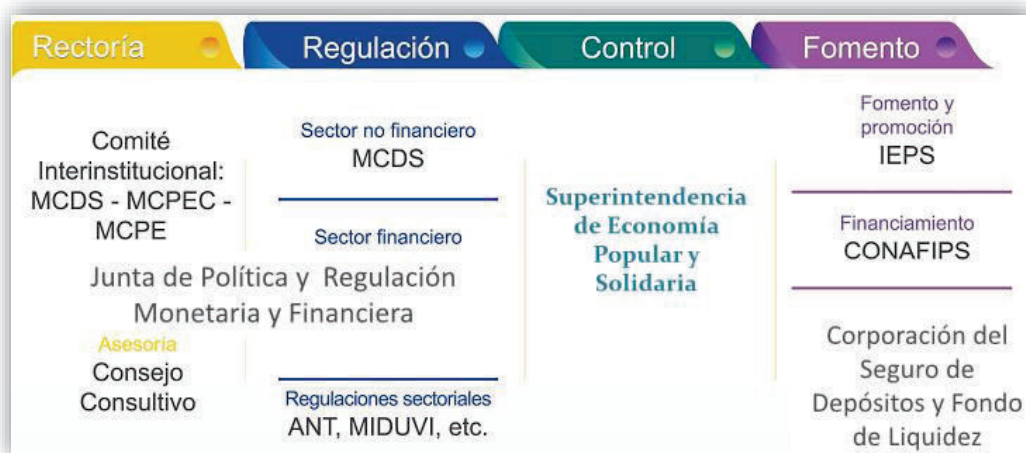 Rectoría
Regulación
Control
Fomento
Comité
Interinstitucional:
MCDS - MCPEC -
MCPE
Sector no financiero
MCDS
Sector financiero
Junta de Política y Regulación
Monetaria y Financiera
Asesoría
Consejo
Consultivo
Regulaciones sectoriales
ANT, MIDUVI, etc.
Superintendencia
de Economía
Popular y
Solidaria
Fomento y
promoción
IEPS
Financiamiento
CONAFIPS
Corporación del
Seguro de
Depósitos y Fondo
de Liquidez